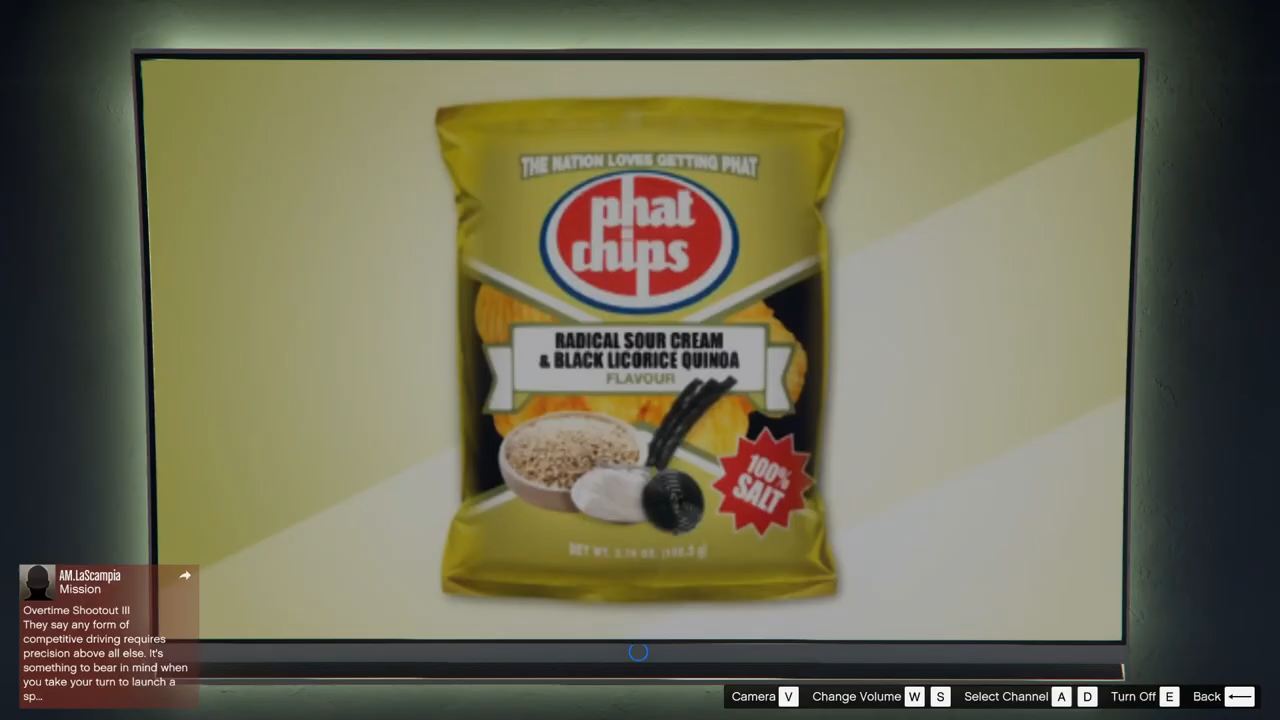 THE NATION LOVES GETTING PHAT
phat
chips
RADICAL SOUR CREAM
& BLACK LICORICE QUINOA
FLAVOUR
100%
SALT
NET WT.
AM.LaScampia
Mission
Overtime Shootout III
They say any form of
competitive driving requires
precision above all else. It's
something to bear in mind when
you take your turn to launch a
sp...
Camera V Change Volume W S Select Channel A D Turn Off E Back